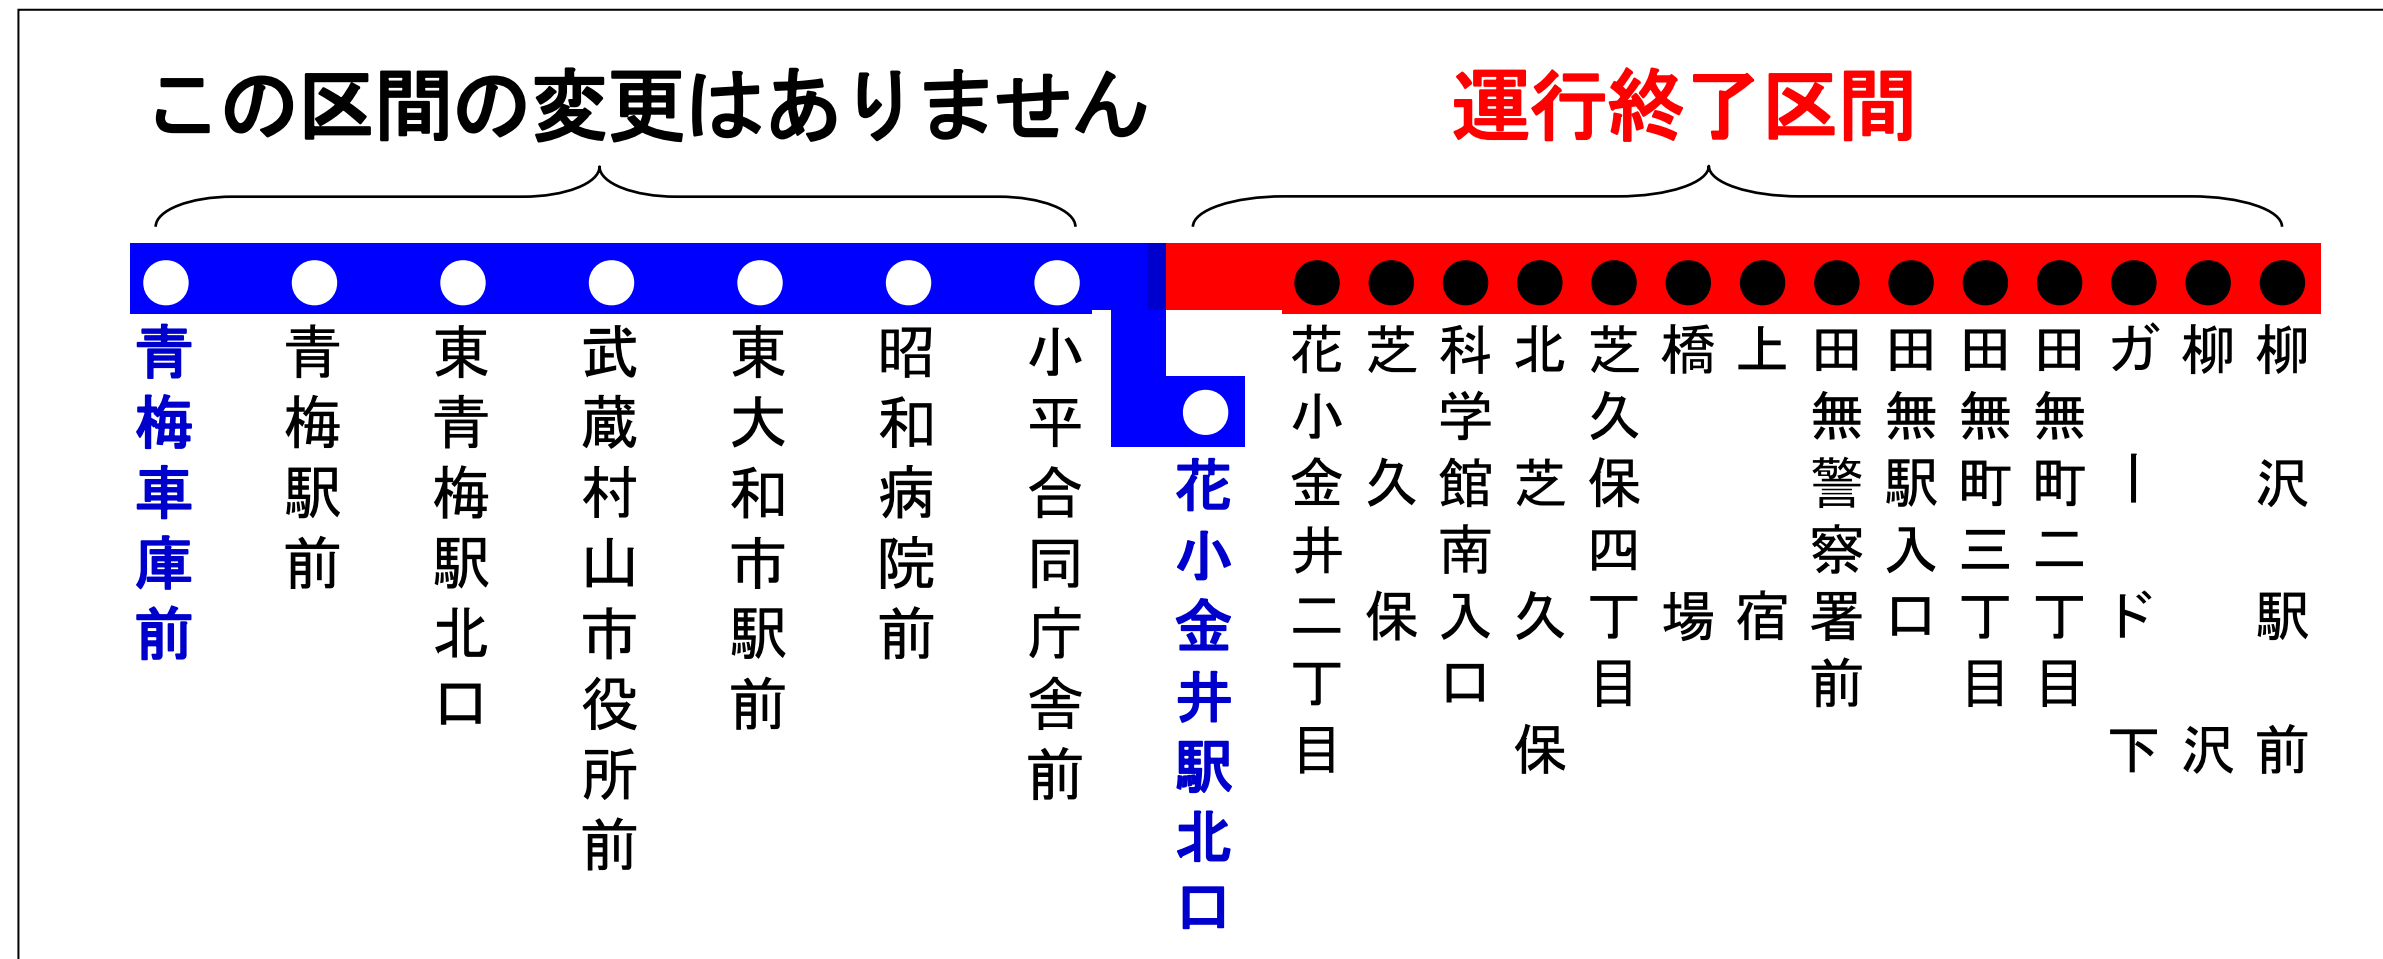 この区間の変更はありません
運行終了区間
青梅車庫前
青梅駅前
東青梅駅北口
武蔵村山市役所前
東大和市駅前
昭和病院前
小平合同庁舎前
花小金井駅北口
花小金井二丁目
芝久保
科学館南入口
北芝久保
芝久保四丁目
橋場
上宿
田無警察署前
田無駅入口
田無町三丁目
田無町二丁目
ガード下
柳沢
柳沢駅前